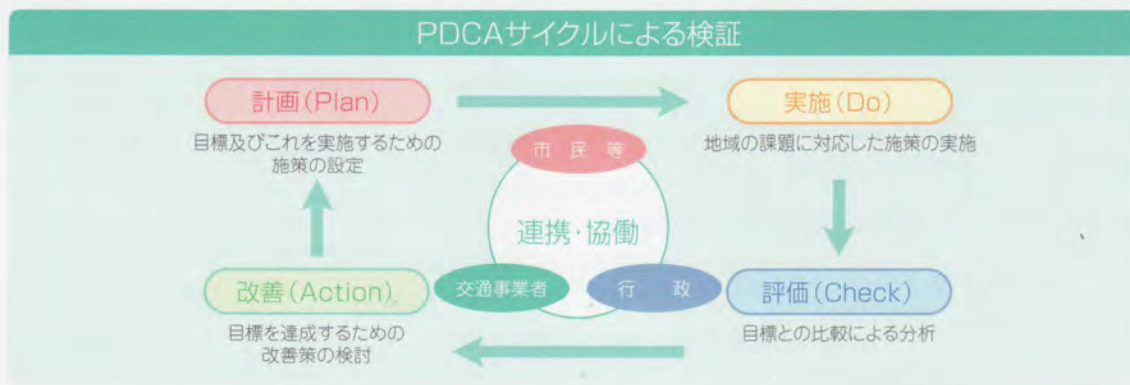 PDCAサイクルによる検証
計画(Plan)
目標及びこれを実施するための
施策の設定
実施(Do)
地域の課題に対応した施策の実施
市民等
連携・協働
交通事業者
行政
改善(Action)
目標を達成するための
改善策の検討
評価(Check)
目標との比較による分析